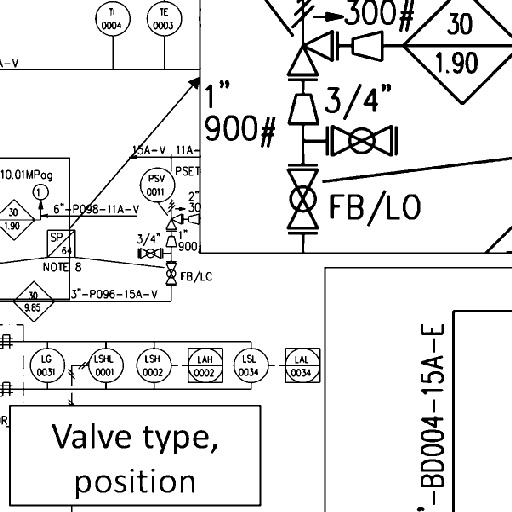 TI
0004
TE
0003
A-V
→300#
30
1.90
1"
900#
3/4"
FB/LO
15A-V
11A-
10.01MPag
1
PSV
0011
PSET
2"
30
30
1.90
6"-P098-11A-V
SP
64
3/4"
1"
900
NOTE 8
FB/LC
30
9.85
3"-P096-15A-V
LG
0031
LSHL
0001
LSH
0002
LAH
0002
LSL
0034
LAL
0034
Valve type,
position
"-BD004-15A-E